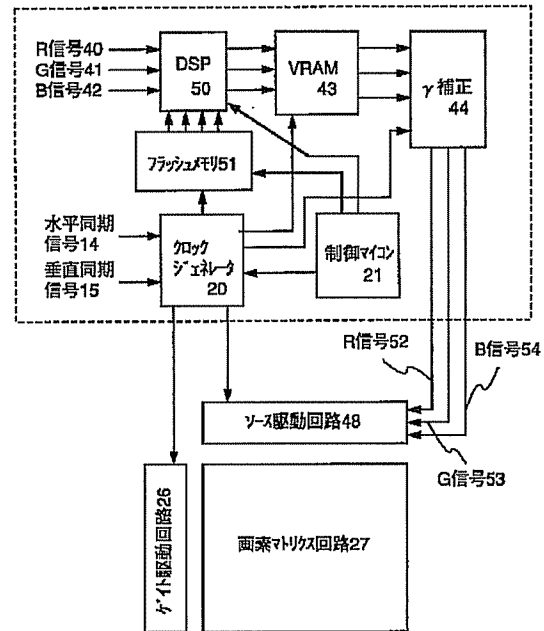 R信号40
G信号41
B信号42
DSP
50
VRAM
43
γ補正
44
フラッシュメモリ51
水平同期
信号14
垂直同期
信号15
クロック
ジェネレータ
20
制御マイコン
21
R信号52
B信号54
G信号53
ソース駆動回路48
ゲイト駆動回路26
画素マトリクス回路27